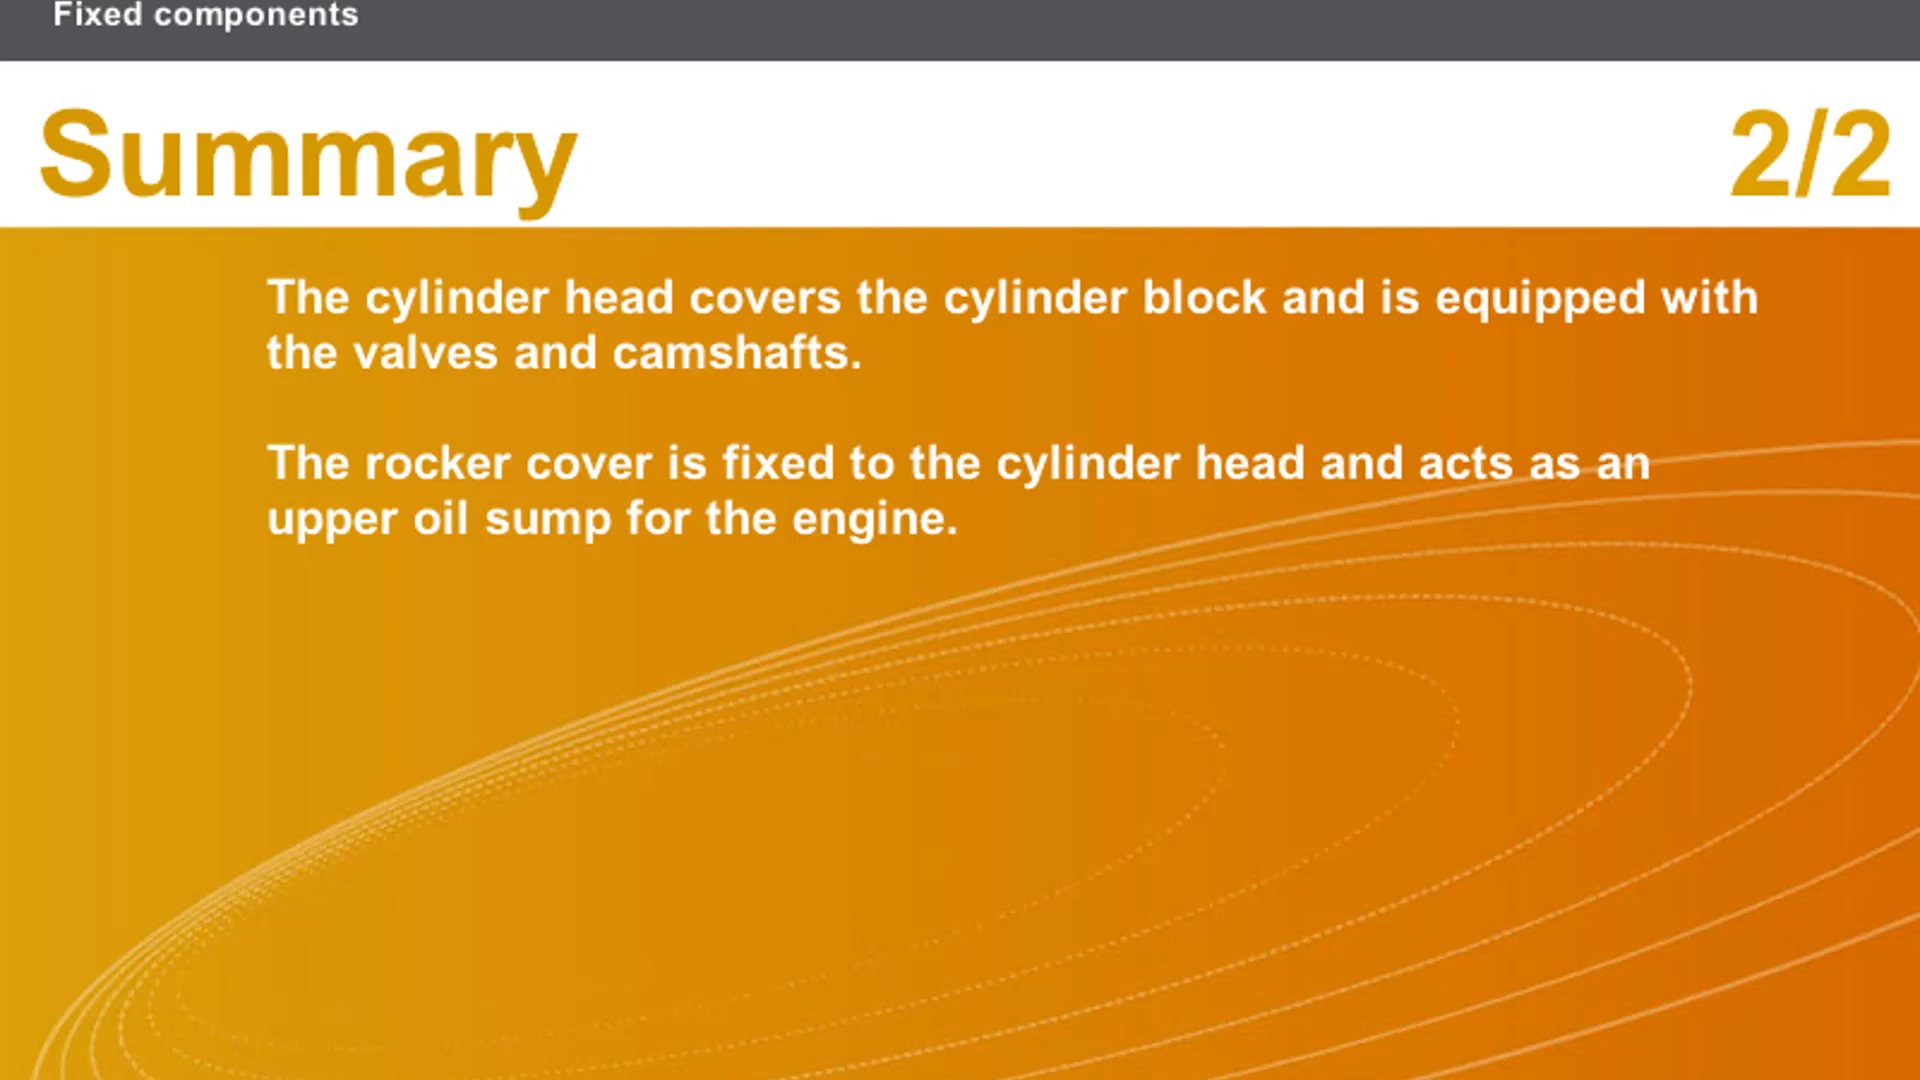 Fixed components
Summary
2/2
The cylinder head covers the cylinder block and is equipped with
the valves and camshafts.
The rocker cover is fixed to the cylinder head and acts as an
upper oil sump for the engine.